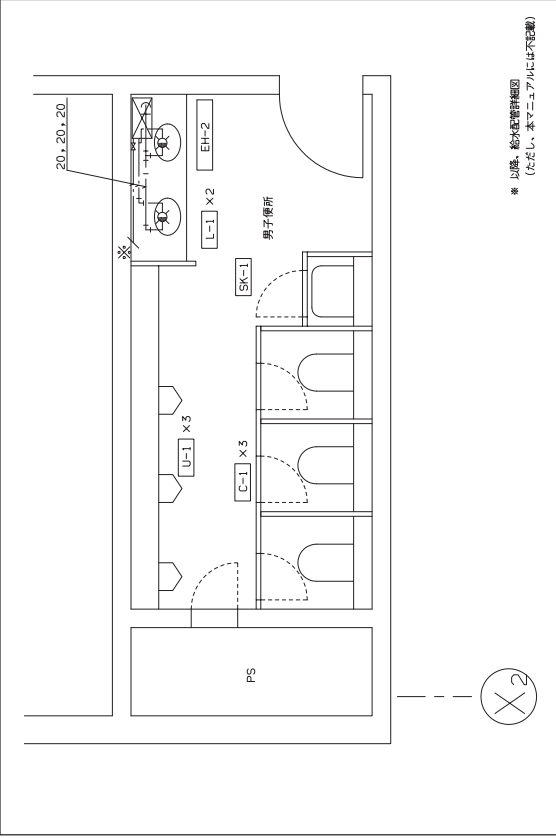 20,20,20
EH-2
L-1 ×2
※
男子便所
SK-1
U-1 ×3
C-1 ×3
PS
X2
※ 以降、給水配管詳細図
(ただし、本マニュアルには不記載)